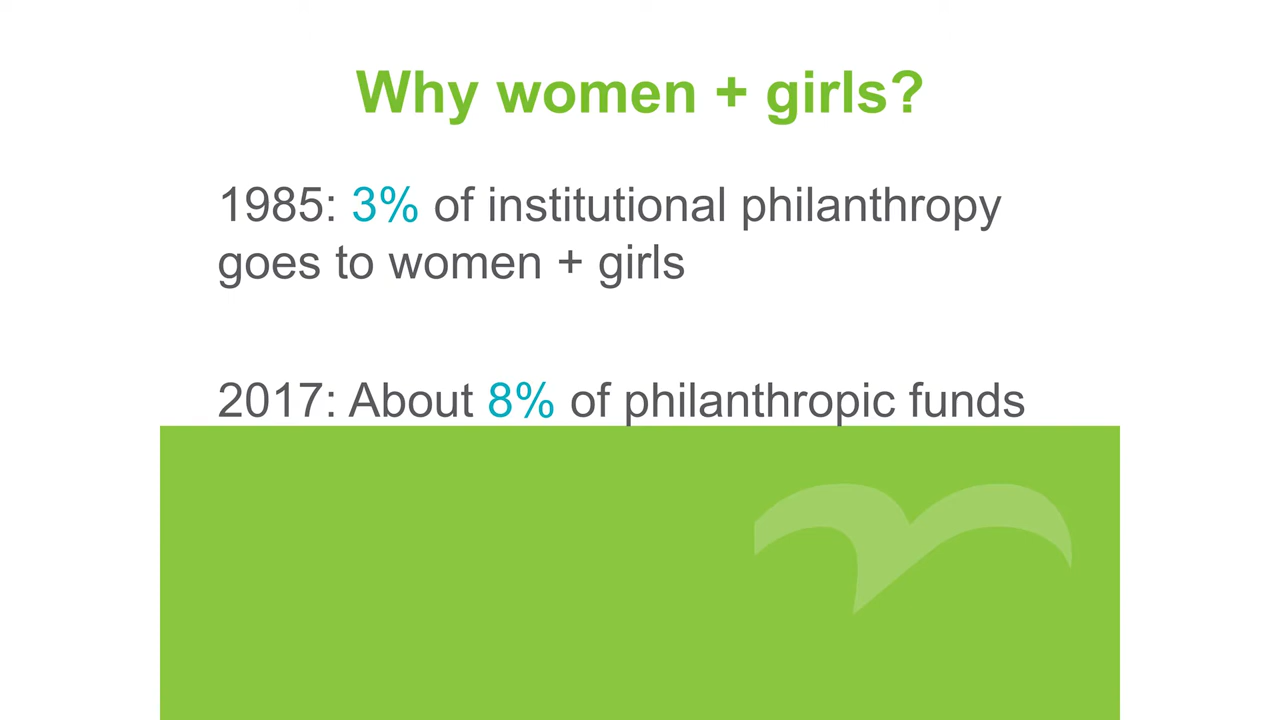 Why women + girls?
1985: 3% of institutional philanthropy
goes to women + girls
2017: About 8% of philanthropic funds